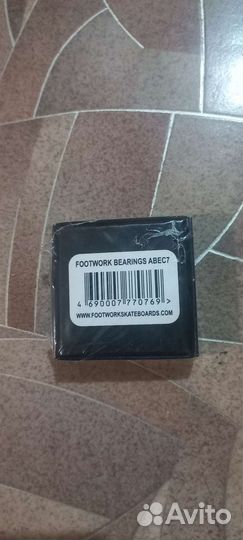 FOOTWORK BEARINGS ABEC7
4 690007 770769 >
WWW.FOOTWORKSKATEBOARDS.COM
Avito